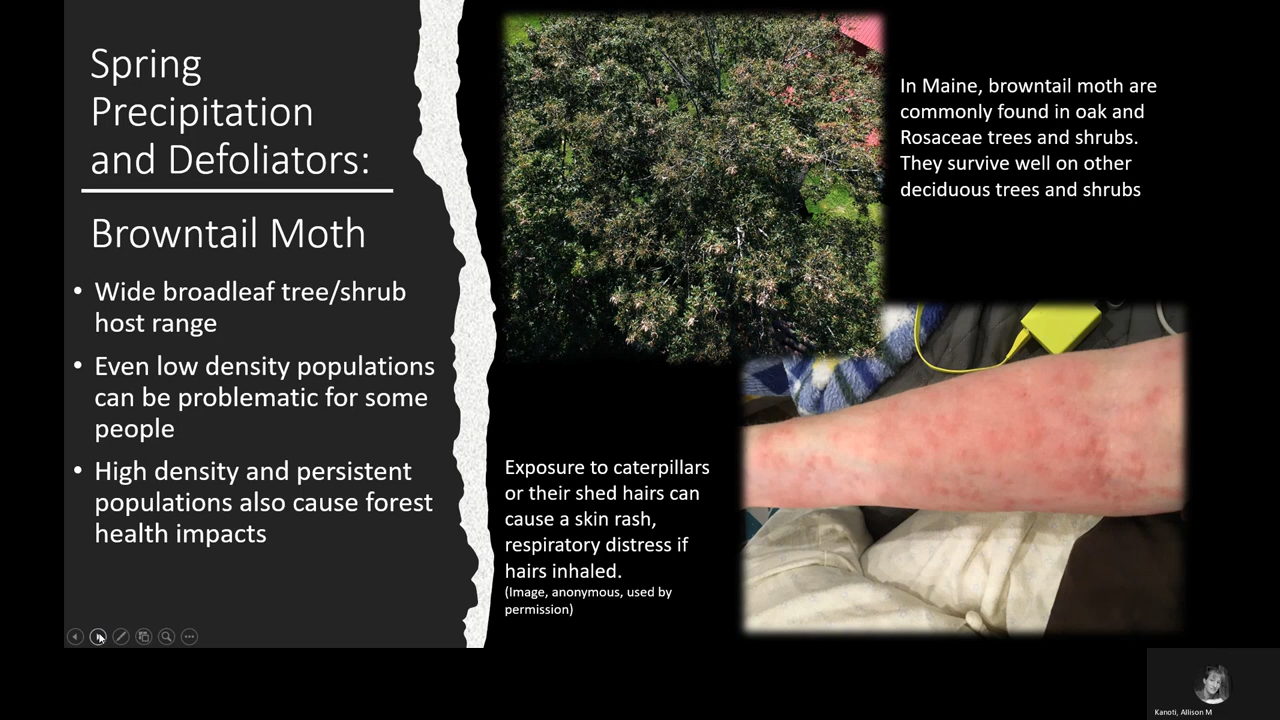 Spring
Precipitation
and Defoliators:
Browntail Moth
• Wide broadleaf tree/shrub
host range
• Even low density populations
can be problematic for some
people
• High density and persistent
populations also cause forest
health impacts
In Maine, browntail moth are
commonly found in oak and
Rosaceae trees and shrubs.
They survive well on other
deciduous trees and shrubs
Exposure to caterpillars
or their shed hairs can
cause a skin rash,
respiratory distress if
hairs inhaled.
(Image, anonymous, used by
permission)
Kanoti, Allison M